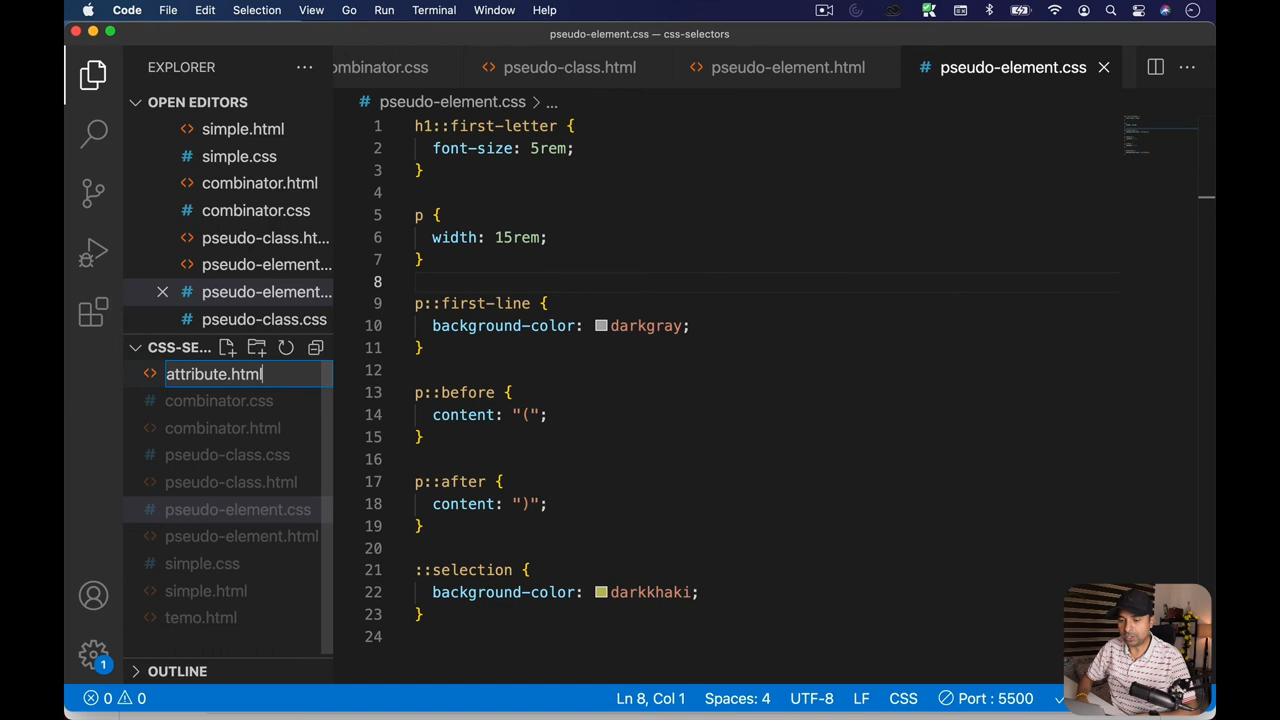 Code File Edit Selection View Go Run Terminal Window Help
pseudo-element.css — css-selectors
EXPLORER
ombinator.css pseudo-class.html pseudo-element.html # pseudo-element.css
OPEN EDITORS
simple.html
# simple.css
combinator.html
# combinator.css
pseudo-class.ht...
pseudo-element...
# pseudo-element...
# pseudo-class.css
CSS-SE...
attribute.html
# combinator.css
combinator.html
# pseudo-class.css
pseudo-class.html
# pseudo-element.css
pseudo-element.html
# simple.css
simple.html
temo.html
OUTLINE
# pseudo-element.css > ...
1 h1::first-letter {
2 font-size: 5rem;
3 }
4
5 p {
6 width: 15rem;
7 }
8
9 p::first-line {
10 background-color: darkgray;
11 }
12
13 p::before {
14 content: "(";
15 }
16
17 p::after {
18 content: ")";
19 }
20
21 ::selection {
22 background-color: darkkhaki;
23 }
24
1
0 0 Ln 8, Col 1 Spaces: 4 UTF-8 LF CSS Port : 5500